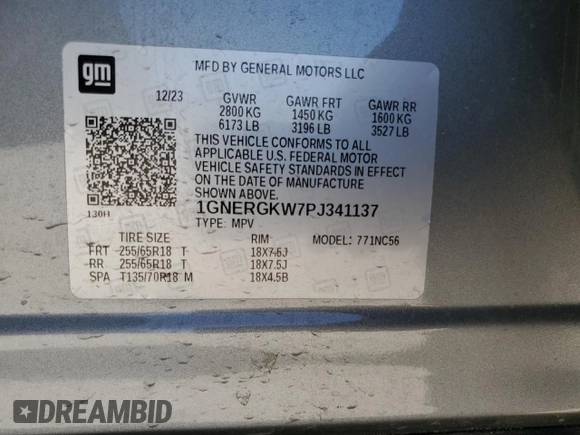 gm
MFD BY GENERAL MOTORS LLC
12/23 GVWR GAWR FRT GAWR RR
2800 KG 1450 KG 1600 KG
6173 LB 3196 LB 3527 LB
THIS VEHICLE CONFORMS TO ALL
APPLICABLE U.S. FEDERAL MOTOR
VEHICLE SAFETY STANDARDS IN EFFECT
ON THE DATE OF MANUFACTURE
SHOWN ABOVE.
130H 1GNERGKW7PJ341137
TYPE: MPV
TIRE SIZE RIM MODEL: 771NC56
FRT 255/65R18 T 18X7.5J
RR 255/65R18 T 18X7.5J
SPA T135/70R18 M 18X4.5B
DREAMBID